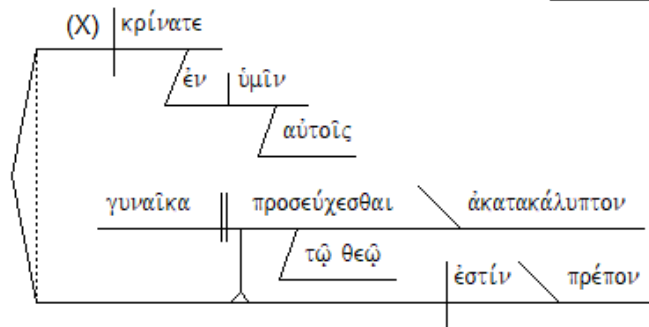 (X) κρίνατε
ἐν ὑμῖν
αὐτοῖς
γυναῖκα προσεύχεσθαι ἀκατακάλυπτον
τῷ θεῷ
ἐστίν πρέπον